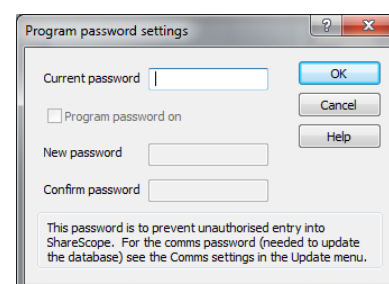 Program password settings
Current password
OK
Program password on
Cancel
Help
New password
Confirm password
This password is to prevent unauthorised entry into
ShareScope. For the comms password (needed to update
the database) see the Comms settings in the Update menu.